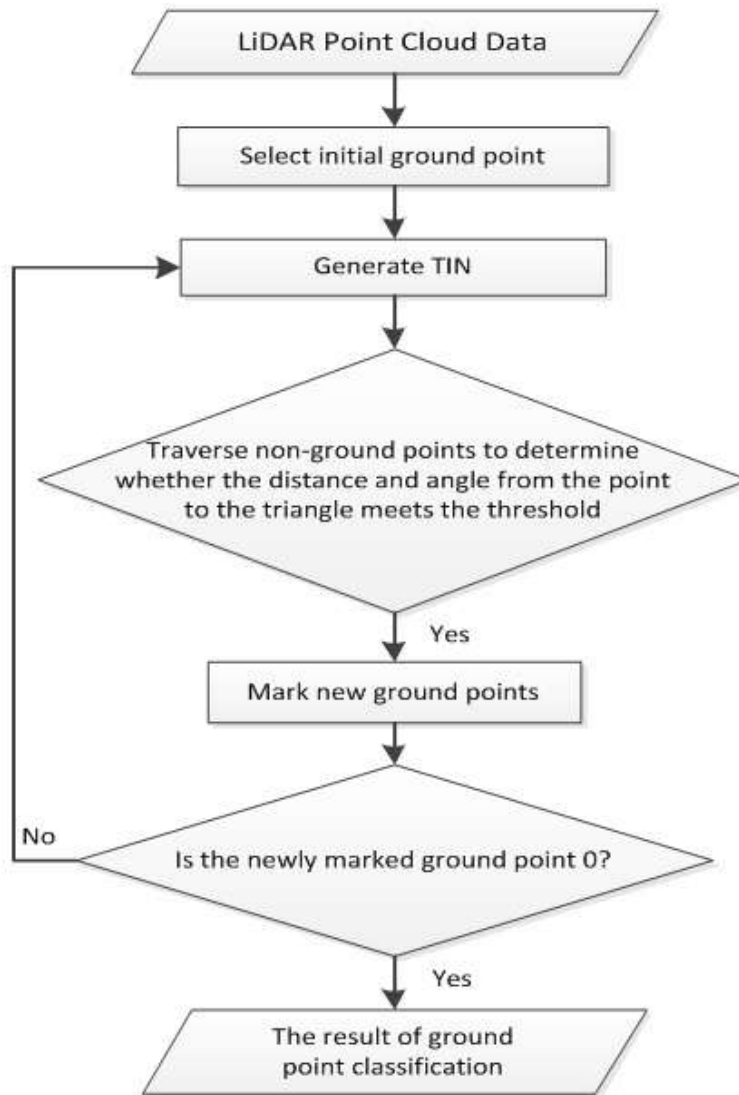 LiDAR Point Cloud Data
Select initial ground point
Generate TIN
Traverse non-ground points to determine
whether the distance and angle from the point
to the triangle meets the threshold
Yes
Mark new ground points
No
Is the newly marked ground point 0?
Yes
The result of ground
point classification